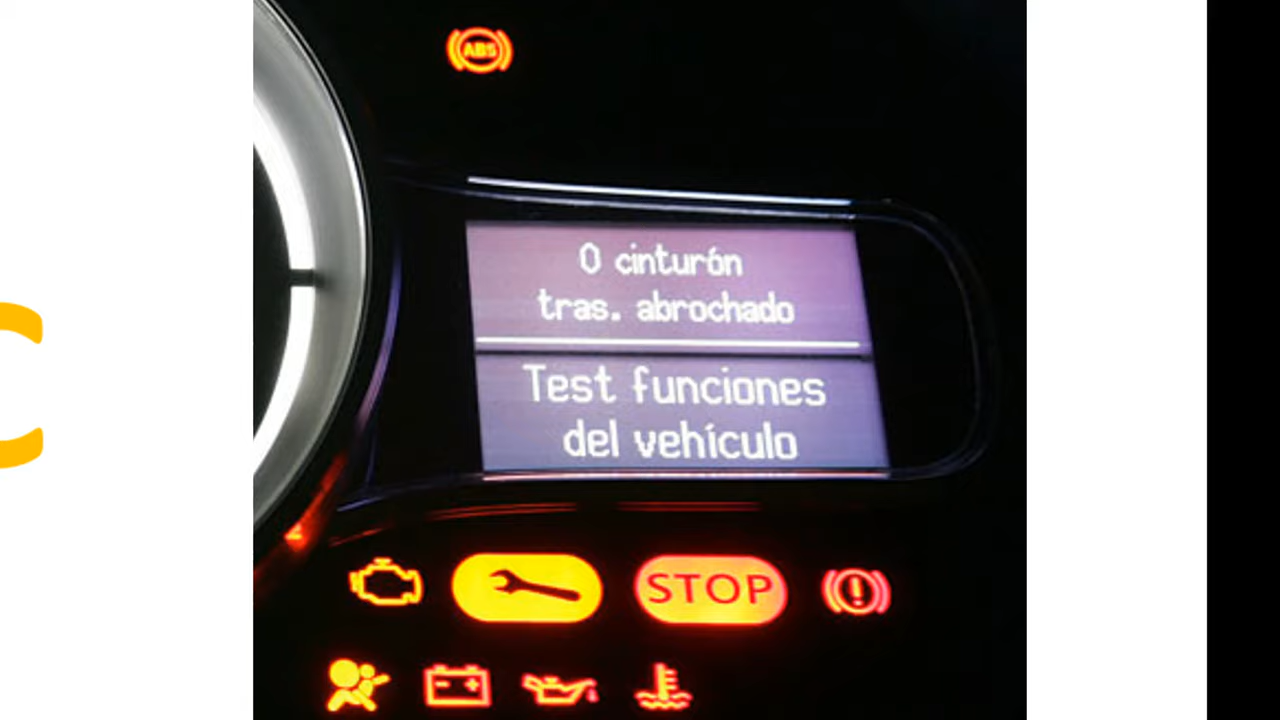 ABS
0 cinturón
tras. abrochado
Test funciones
del vehículo
STOP